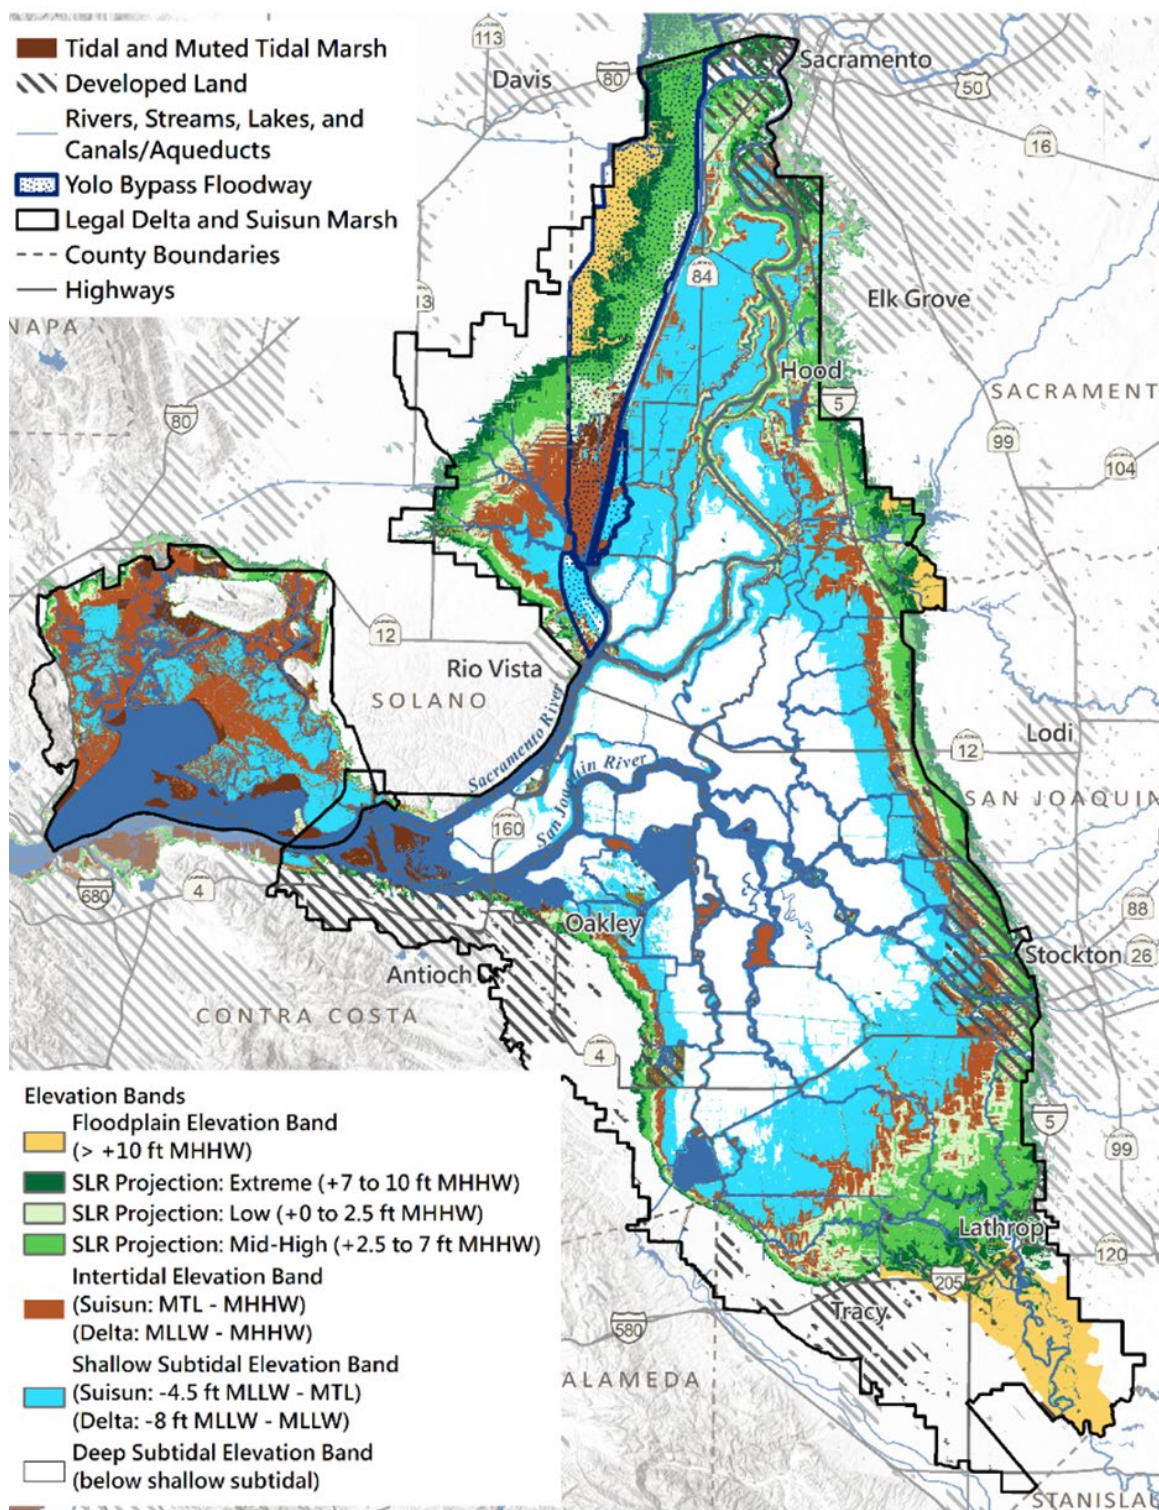 Tidal and Muted Tidal Marsh
Developed Land
Rivers, Streams, Lakes, and
Canals/Aqueducts
Yolo Bypass Floodway
Legal Delta and Suisun Marsh
County Boundaries
Highways
113
Davis
80
Sacramento
50
16
84
Elk Grove
13
NAPA
Hood
5
SACRAMENT
80
99
104
12
Rio Vista
SOLANO
Sacramento River
San Joaquin River
Lodi
12
SAN JOAQUIN
160
680
4
88
Oakley
Stockton
26
Antioch
CONTRA COSTA
4
5
99
Lathrop
120
205
Tracy
580
ALAMEDA
STANISLA
Elevation Bands
Floodplain Elevation Band
(> +10 ft MHHW)
SLR Projection: Extreme (+7 to 10 ft MHHW)
SLR Projection: Low (+0 to 2.5 ft MHHW)
SLR Projection: Mid-High (+2.5 to 7 ft MHHW)
Intertidal Elevation Band
(Suisun: MTL - MHHW)
(Delta: MLLW - MHHW)
Shallow Subtidal Elevation Band
(Suisun: -4.5 ft MLLW - MTL)
(Delta: -8 ft MLLW - MLLW)
Deep Subtidal Elevation Band
(below shallow subtidal)